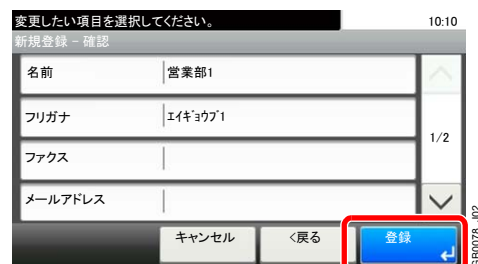 変更したい項目を選択してください。 10:10
新規登録 - 確認
名前 営業部1
フリガナ ｴｲｷﾞｮｳﾌﾞ1
ファクス
1/2
メールアドレス
キャンセル <戻る 登録